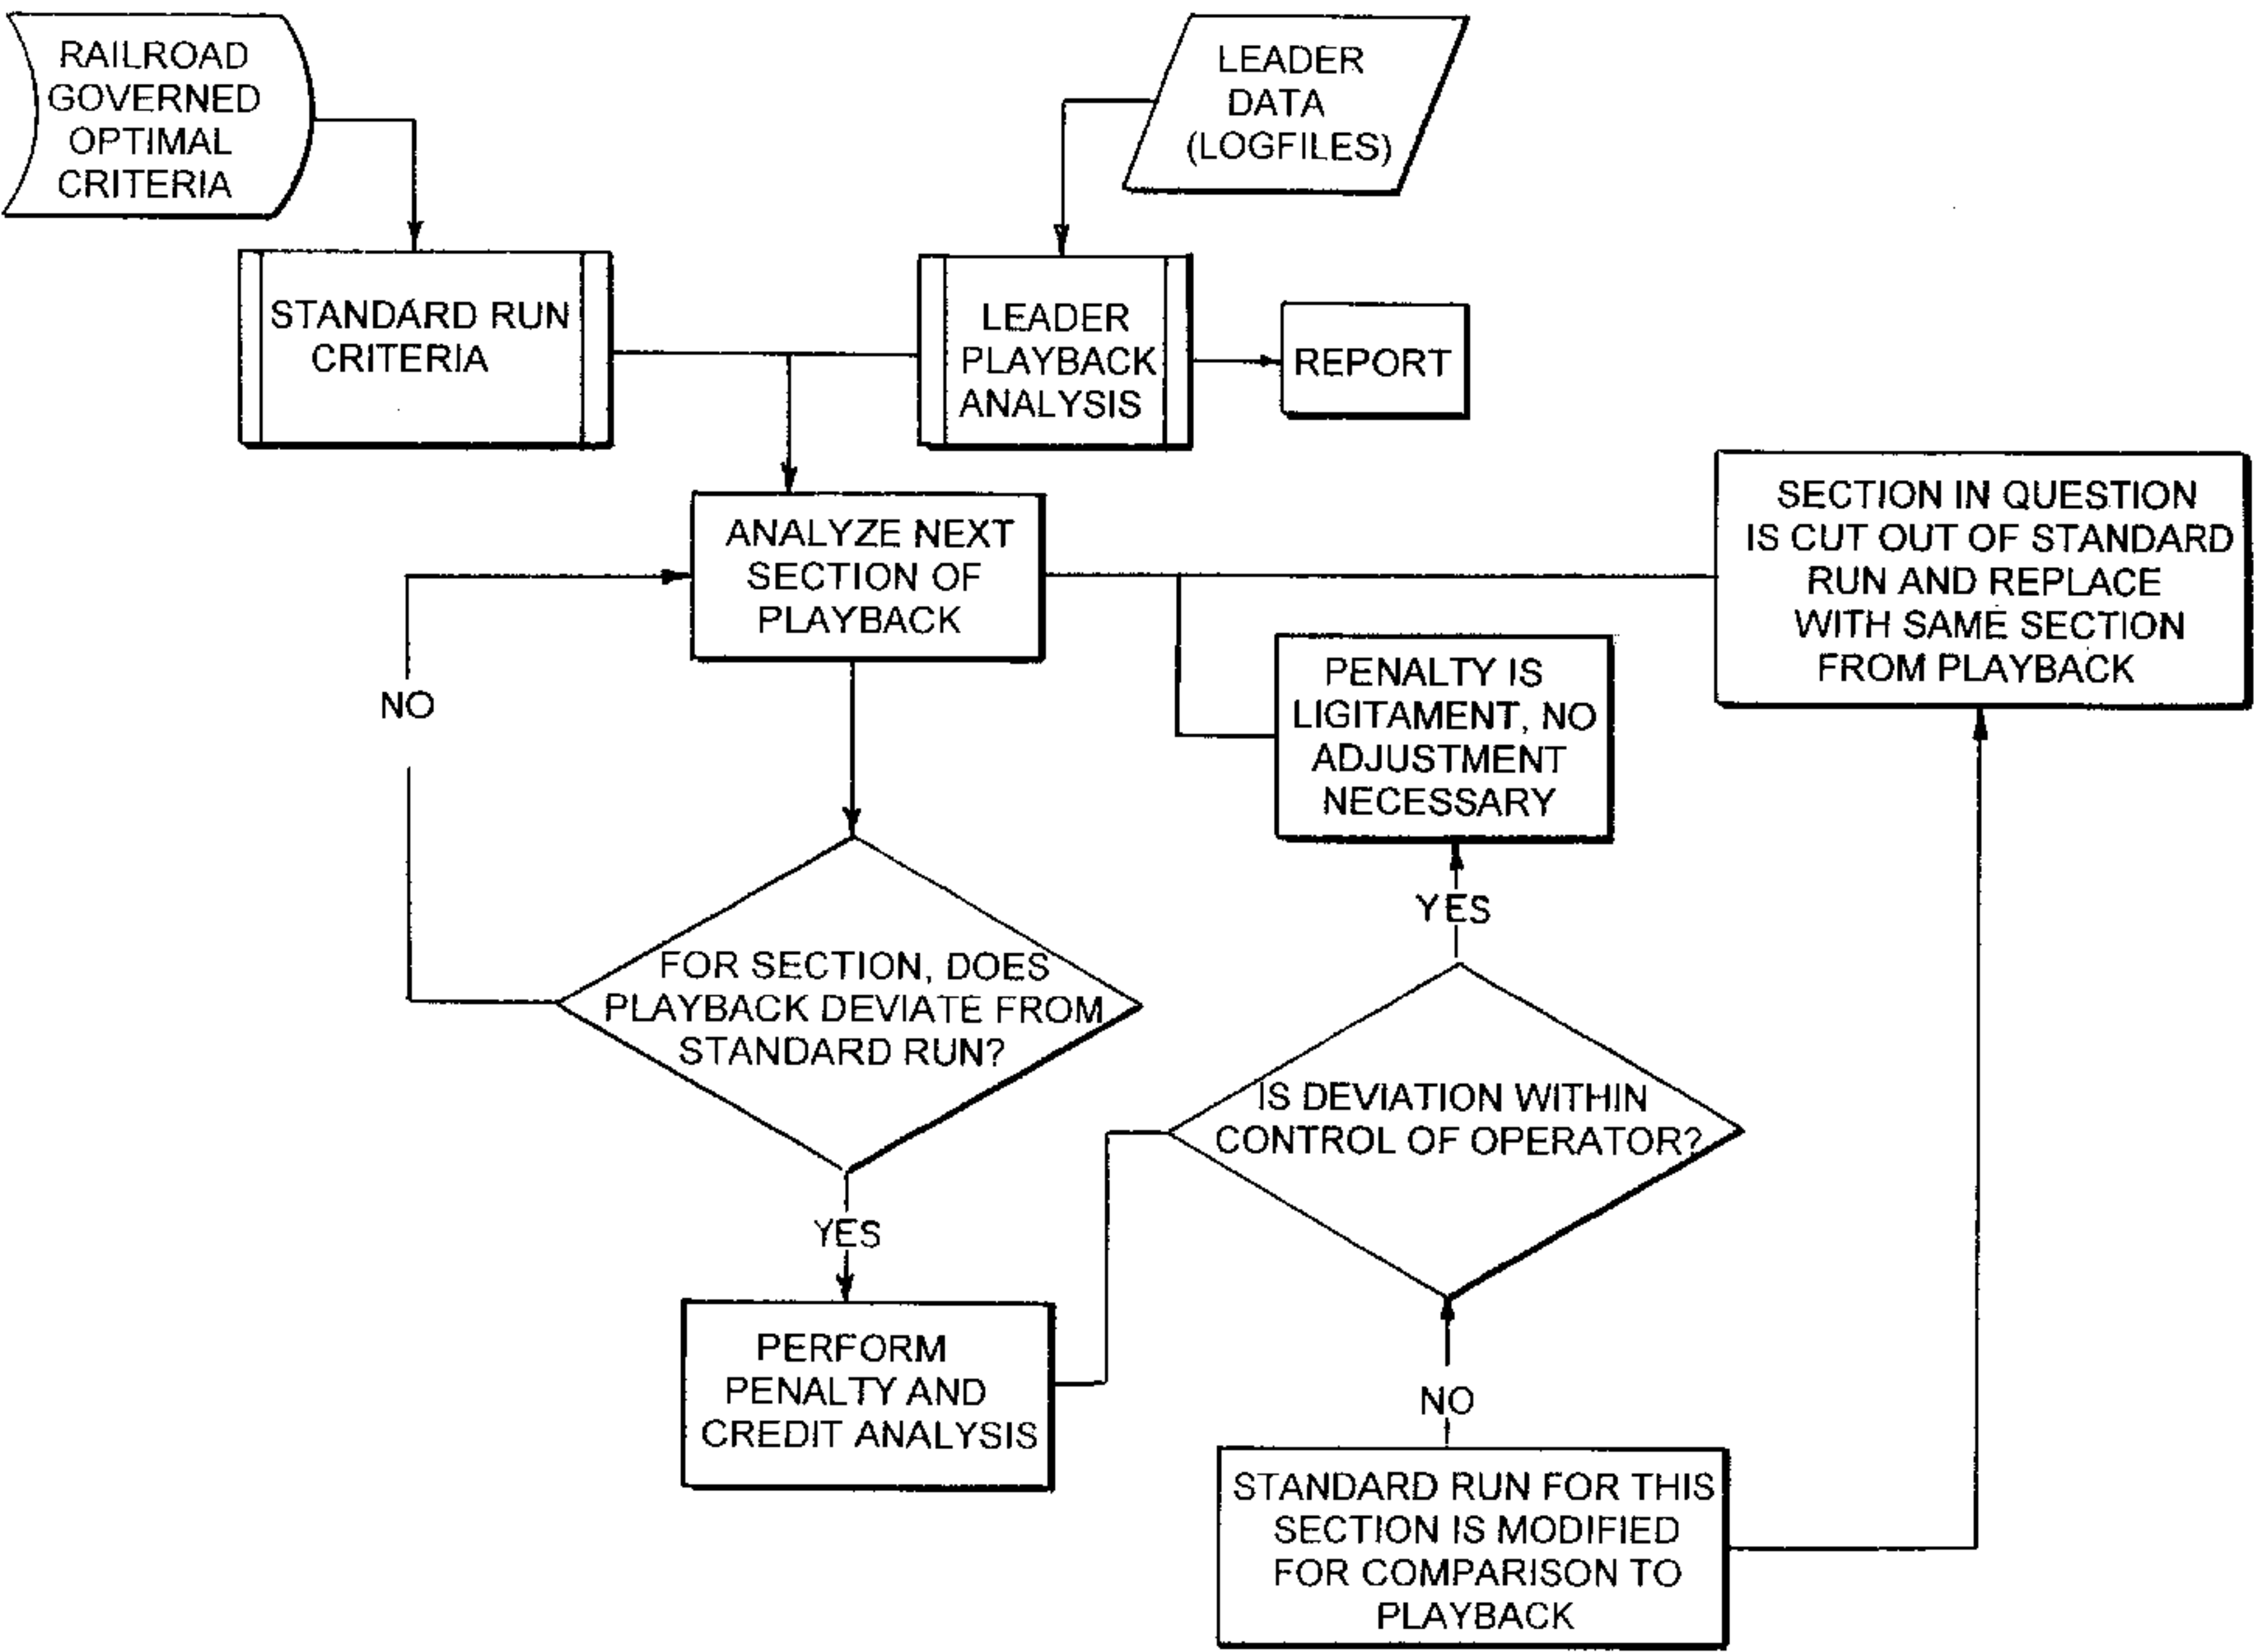 RAILROAD
GOVERNED
OPTIMAL
CRITERIA
LEADER
DATA
(LOGFILES)
STANDARD RUN
CRITERIA
LEADER
PLAYBACK
ANALYSIS
REPORT
ANALYZE NEXT
SECTION OF
PLAYBACK
SECTION IN QUESTION
IS CUT OUT OF STANDARD
RUN AND REPLACE
WITH SAME SECTION
FROM PLAYBACK
NO
PENALTY IS
LIGITAMENT, NO
ADJUSTMENT
NECESSARY
YES
FOR SECTION, DOES
PLAYBACK DEVIATE FROM
STANDARD RUN?
IS DEVIATION WITHIN
CONTROL OF OPERATOR?
YES
PERFORM
PENALTY AND
CREDIT ANALYSIS
NO
STANDARD RUN FOR THIS
SECTION IS MODIFIED
FOR COMPARISON TO
PLAYBACK